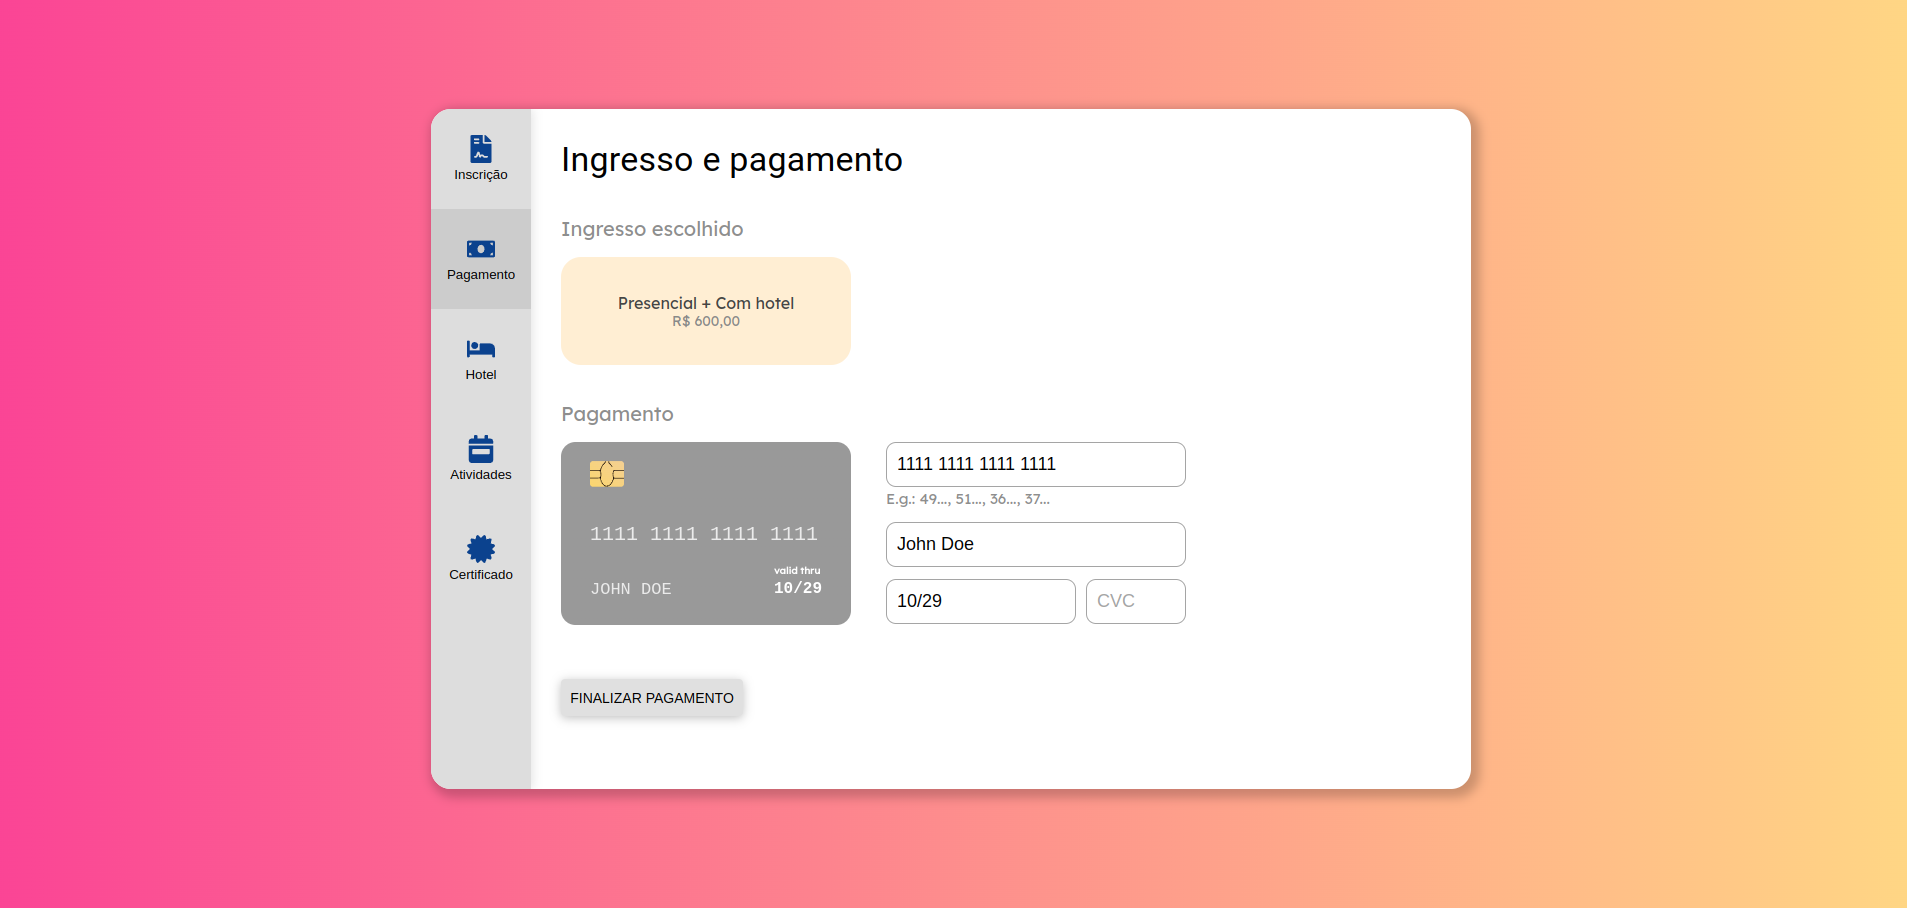 Inscrição
Pagamento
Hotel
Atividades
Certificado
Ingresso e pagamento
Ingresso escolhido
Presencial + Com hotel
R$ 600,00
Pagamento
1111 1111 1111 1111
valid thru
JOHN DOE 10/29
1111 1111 1111 1111
E.g.: 49..., 51..., 36..., 37...
John Doe
10/29 CVC
FINALIZAR PAGAMENTO